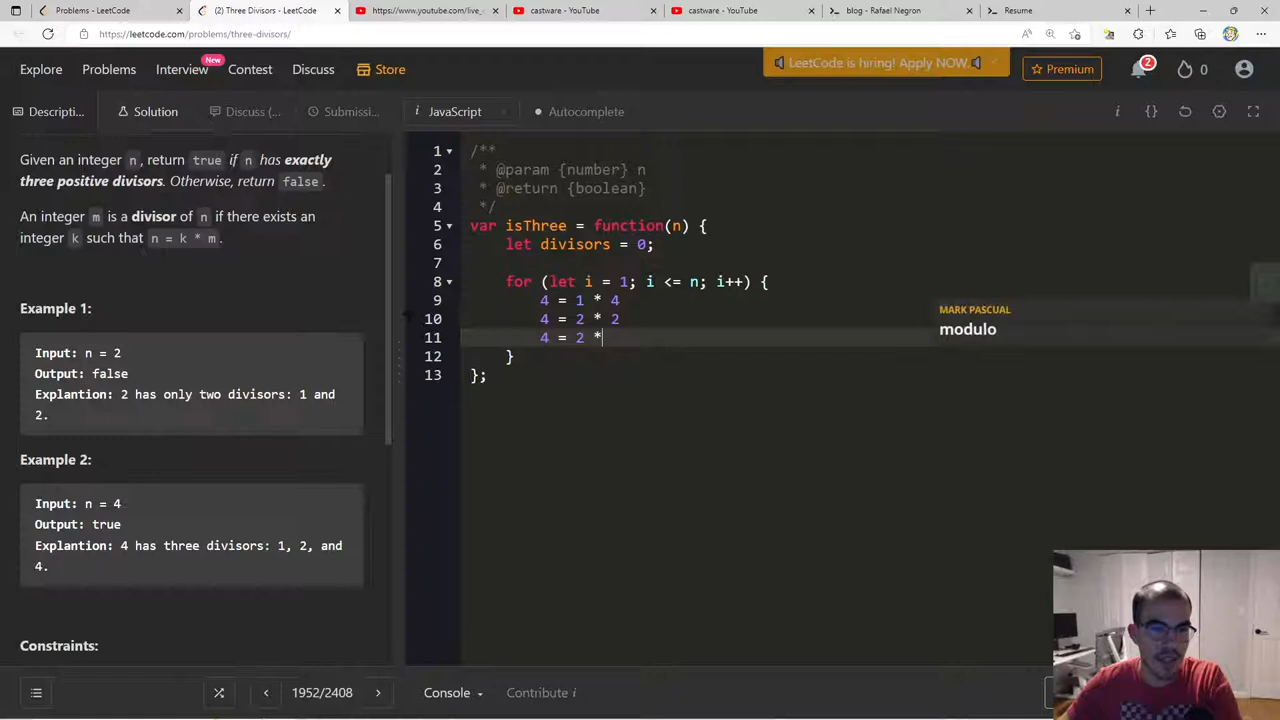 Problems - LeetCode
(2) Three Divisors - LeetCode
https://www.youtube.com/live_c
castware - YouTube
castware - YouTube
blog - Rafael Negron
Resume
https://leetcode.com/problems/three-divisors/
Explore
Problems
Interview
New
Contest
Discuss
Store
LeetCode is hiring! Apply NOW.
Premium
2
0
Descripti...
Solution
Discuss (...
Submissi...
i JavaScript
Autocomplete
Given an integer n, return true if n has exactly
three positive divisors. Otherwise, return false.
An integer m is a divisor of n if there exists an
integer k such that n = k * m.
Example 1:
Input: n = 2
Output: false
Explantion: 2 has only two divisors: 1 and
2.
Example 2:
Input: n = 4
Output: true
Explantion: 4 has three divisors: 1, 2, and
4.
Constraints:
1 /**
2 * @param {number} n
3 * @return {boolean}
4 */
5 var isThree = function(n) {
6 let divisors = 0;
7
8 for (let i = 1; i <= n; i++) {
9 4 = 1 * 4
10 4 = 2 * 2
11 4 = 2 *
12 }
13 };
MARK PASCUAL
modulo
1952/2408
Console
Contribute i